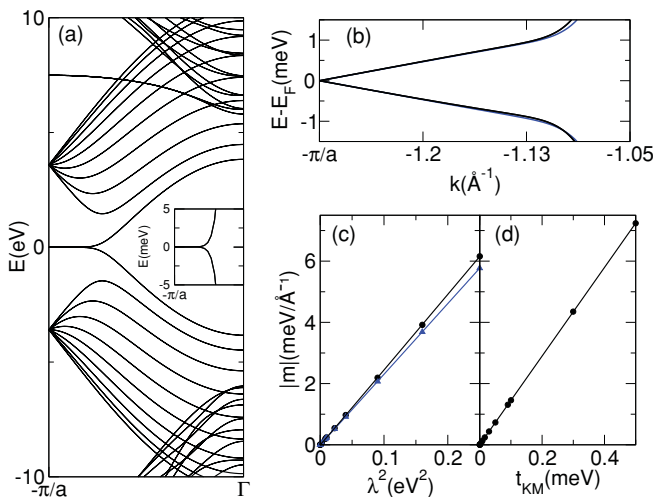 (a)
10
5
0
-10
E(eV)
-π/a
Γ
5
0
-5
E(meV)
-π/a
(b)
1
0
-1
E-E_F(meV)
-π/a
-1.2
-1.13
-1.05
k(Å⁻¹)
(c)
6
4
2
0
|m|(meV/Å⁻¹)
0
0.1
0.2
λ²(eV²)
(d)
0
0.2
0.4
t_KM(meV)